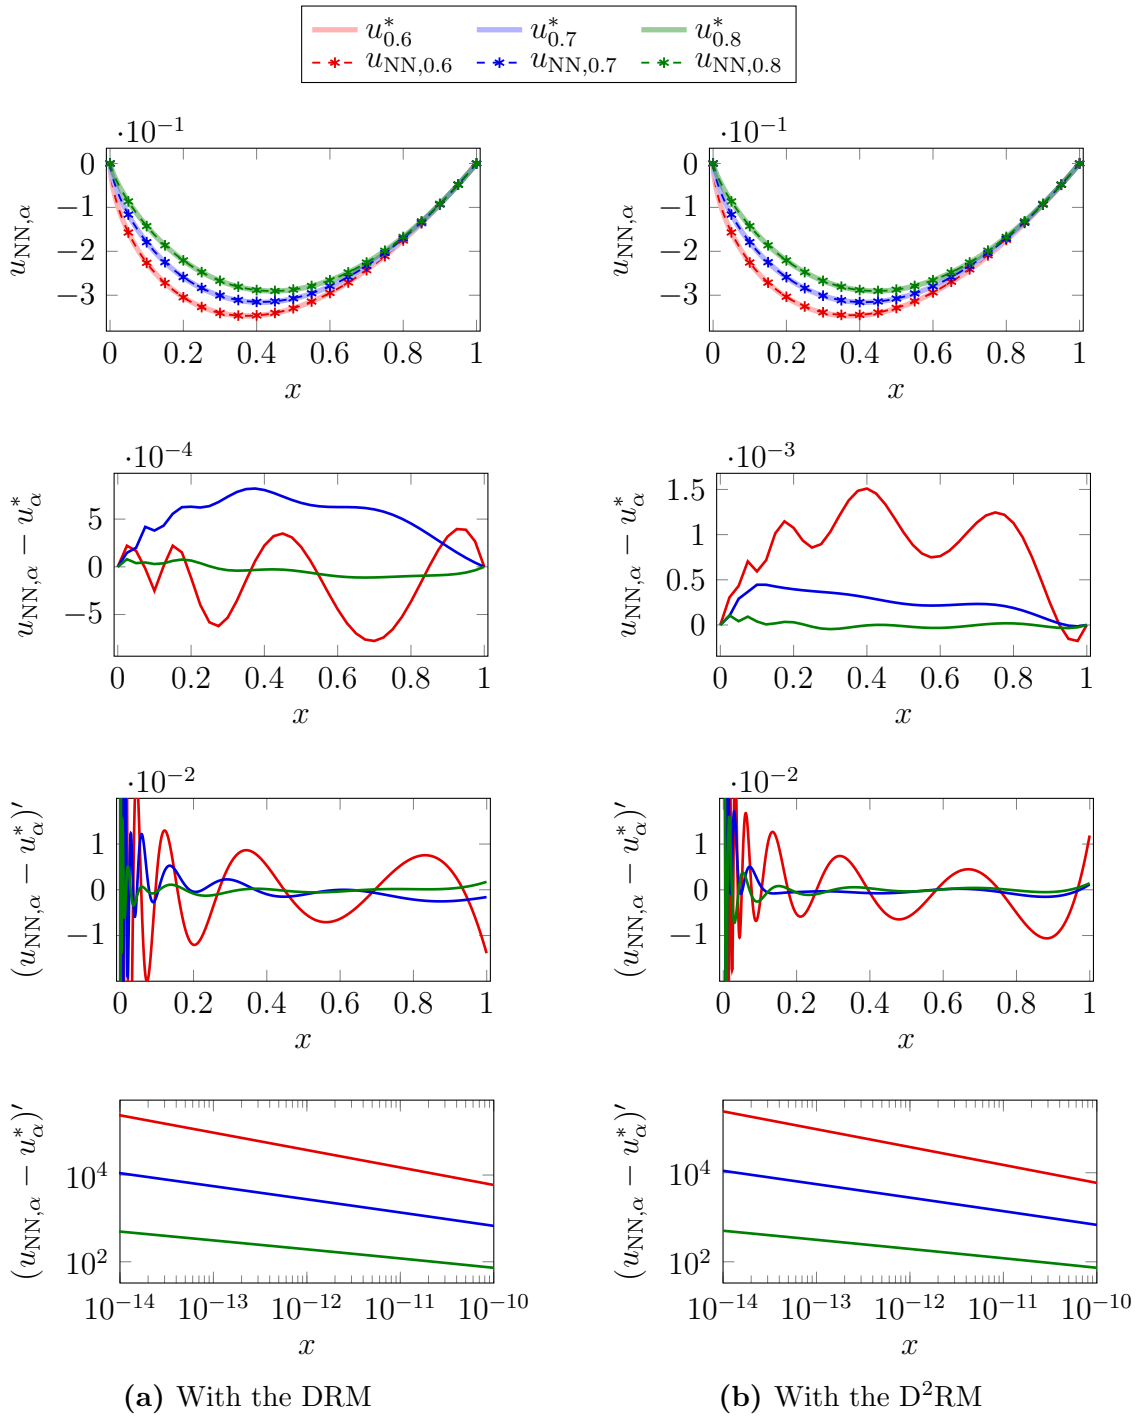 u*0.6 u*0.7 u*0.8
uNN,0.6 uNN,0.7 uNN,0.8
·10−1 ·10−1
uNN,α uNN,α
0 −1 −2 −3
0 −1 −2 −3
0 0.2 0.4 0.6 0.8 1
0 0.2 0.4 0.6 0.8 1
x x
·10−4 ·10−3
uNN,α − u*α uNN,α − u*α
5 0 −5
1.5 1 0.5 0
0 0.2 0.4 0.6 0.8 1
0 0.2 0.4 0.6 0.8 1
x x
·10−2 ·10−2
(uNN,α − u*α)′ (uNN,α − u*α)′
1 0 −1
1 0 −1
0 0.2 0.4 0.6 0.8 1
0 0.2 0.4 0.6 0.8 1
x x
(uNN,α − u*α)′ (uNN,α − u*α)′
10^4 10^2
10^4 10^2
10−14 10−13 10−12 10−11 10−10
10−14 10−13 10−12 10−11 10−10
x x
(a) With the DRM (b) With the D²RM